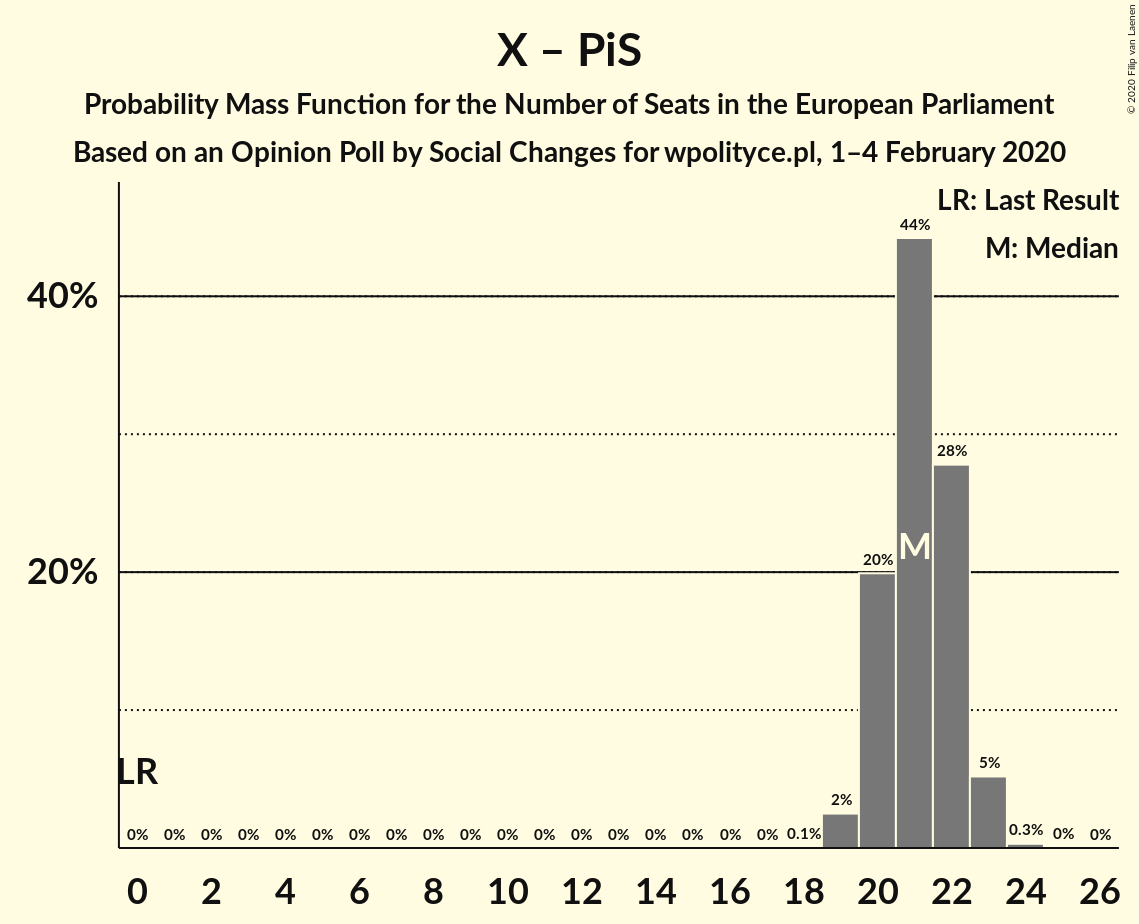 X – PiS
Probability Mass Function for the Number of Seats in the European Parliament
Based on an Opinion Poll by Social Changes for wpolityce.pl, 1–4 February 2020
© 2020 Filip van Laenen
LR: Last Result
M: Median
44%
40%
28%
M
20%
20%
LR
5%
2%
0% 0% 0% 0% 0% 0% 0% 0% 0% 0% 0% 0% 0% 0% 0% 0% 0% 0% 0.1% 0.3% 0% 0%
0 2 4 6 8 10 12 14 16 18 20 22 24 26